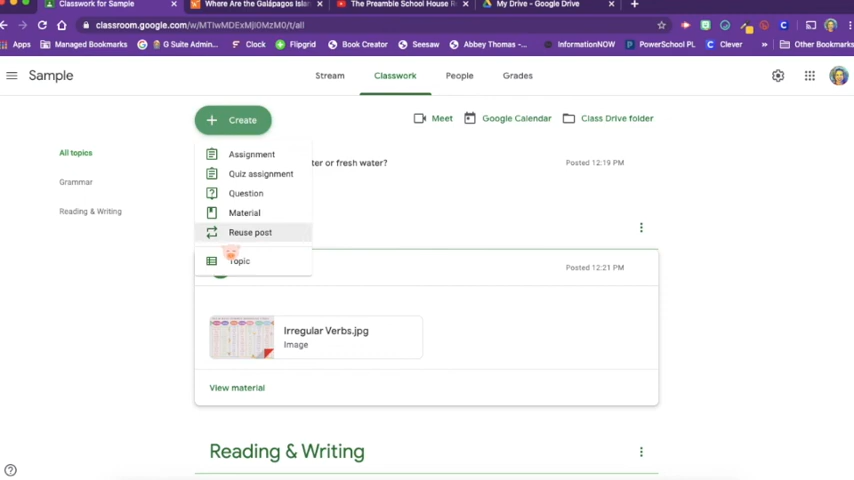 Classwork for Sample
Where Are the Galápagos Islan
The Preamble School House Ro
My Drive - Google Drive
classroom.google.com/w/MTIwMDExMjI0MzM0/t/all
Apps Managed Bookmarks G Suite Admin... Clock Flipgrid Book Creator Seesaw Abbey Thomas -... InformationNOW PowerSchool PL Clever » Other Bookmarks
Sample Stream Classwork People Grades
Create Meet Google Calendar Class Drive folder
All topics
Grammar
Reading & Writing
Assignment
Quiz assignment
Question
Material
Reuse post
Topic
ter or fresh water?
Posted 12:19 PM
Posted 12:21 PM
Irregular Verbs.jpg
Image
View material
Reading & Writing